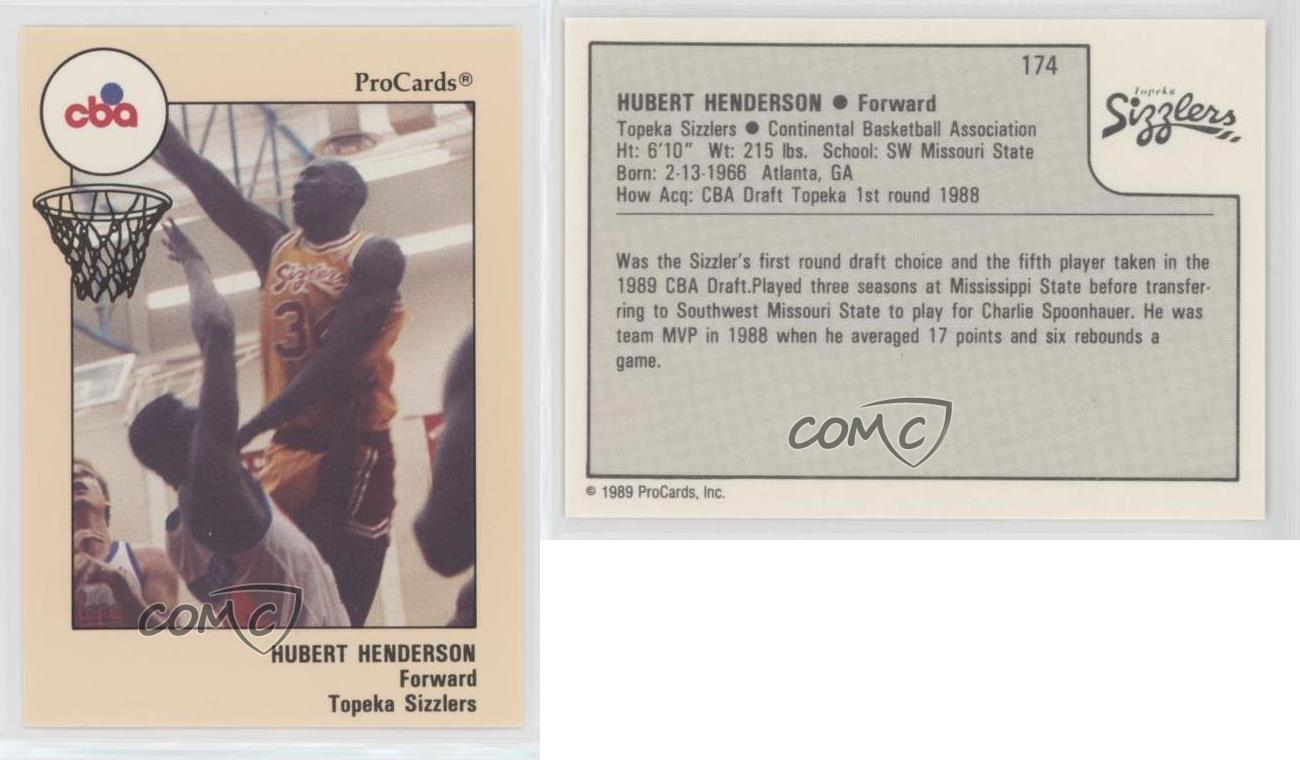 cba
ProCards®
Sizzlers
3
COMC
HUBERT HENDERSON
Forward
Topeka Sizzlers
174
Topeka
Sizzlers
HUBERT HENDERSON ● Forward
Topeka Sizzlers ● Continental Basketball Association
Ht: 6'10" Wt: 215 lbs. School: SW Missouri State
Born: 2-13-1966 Atlanta, GA
How Acq: CBA Draft Topeka 1st round 1988
Was the Sizzler's first round draft choice and the fifth player taken in the
1989 CBA Draft.Played three seasons at Mississippi State before transfer-
ring to Southwest Missouri State to play for Charlie Spoonhauer. He was
team MVP in 1988 when he averaged 17 points and six rebounds a
game.
COMC
© 1989 ProCards, Inc.